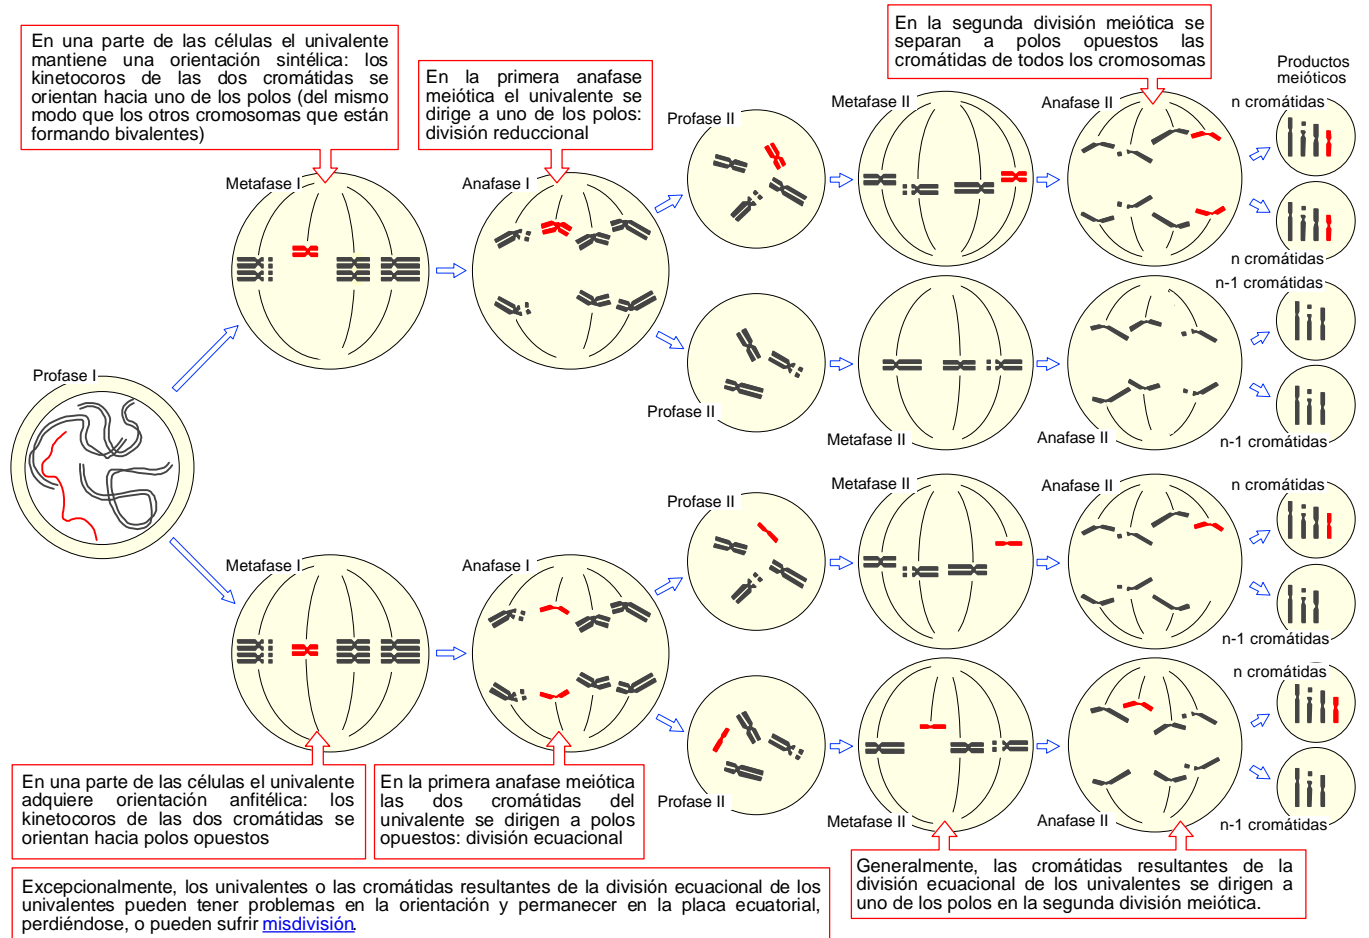 En una parte de las células el univalente
mantiene una orientación sintélica: los
kinetocoros de las dos cromátidas se
orientan hacia uno de los polos (del mismo
modo que los otros cromosomas que están
formando bivalentes)
En la primera anafase
meiótica el univalente se
dirige a uno de los polos:
división reduccional
En la segunda división meiótica se
separan a polos opuestos las
cromátidas de todos los cromosomas
Productos
meióticos
n cromátidas
Metafase I
Anafase I
Profase II
Metafase II
Anafase II
n cromátidas
n-1 cromátidas
Profase I
Profase II
Metafase II
Anafase II
n-1 cromátidas
Metafase I
Anafase I
Profase II
Metafase II
Anafase II
n cromátidas
n-1 cromátidas
n cromátidas
Profase II
Metafase II
Anafase II
n-1 cromátidas
En una parte de las células el univalente
adquiere orientación anfitélica: los
kinetocoros de las dos cromátidas se
orientan hacia polos opuestos
En la primera anafase meiótica
las dos cromátidas del
univalente se dirigen a polos
opuestos: división ecuacional
Generalmente, las cromátidas resultantes de la
división ecuacional de los univalentes se dirigen a
uno de los polos en la segunda división meiótica.
Excepcionalmente, los univalentes o las cromátidas resultantes de la división ecuacional de los
univalentes pueden tener problemas en la orientación y permanecer en la placa ecuatorial,
perdiéndose, o pueden sufrir misdivisión.